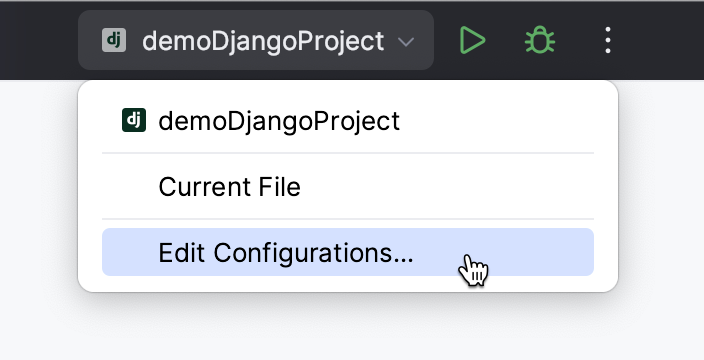 dj demoDjangoProject
dj demoDjangoProject
Current File
Edit Configurations...